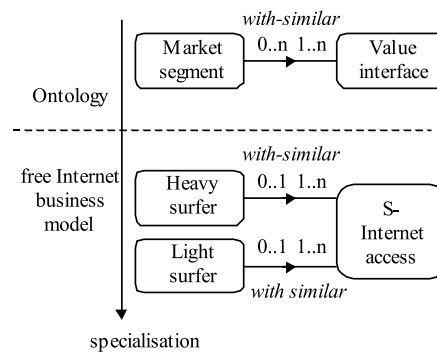 with-similar
Market
segment
0..n 1..n
Value
interface
Ontology
free Internet
business
model
with-similar
Heavy
surfer
0..1 1..n
S-
Internet
access
Light
surfer
0..1 1..n
with similar
specialisation